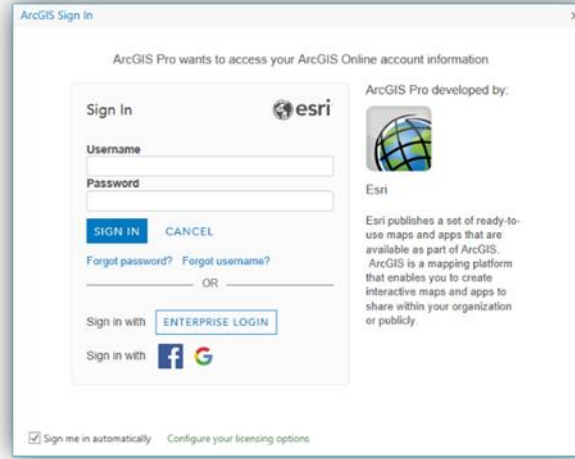 ArcGIS Sign In
ArcGIS Pro wants to access your ArcGIS Online account information
Sign In
esri
Username
Password
SIGN IN CANCEL
Forgot password? Forgot username?
OR
Sign in with ENTERPRISE LOGIN
Sign in with f G
ArcGIS Pro developed by:
Esri
Esri publishes a set of ready-to-
use maps and apps that are
available as part of ArcGIS.
ArcGIS is a mapping platform
that enables you to create
interactive maps and apps to
share within your organization
or publicly.
Sign me in automatically Configure your licensing options